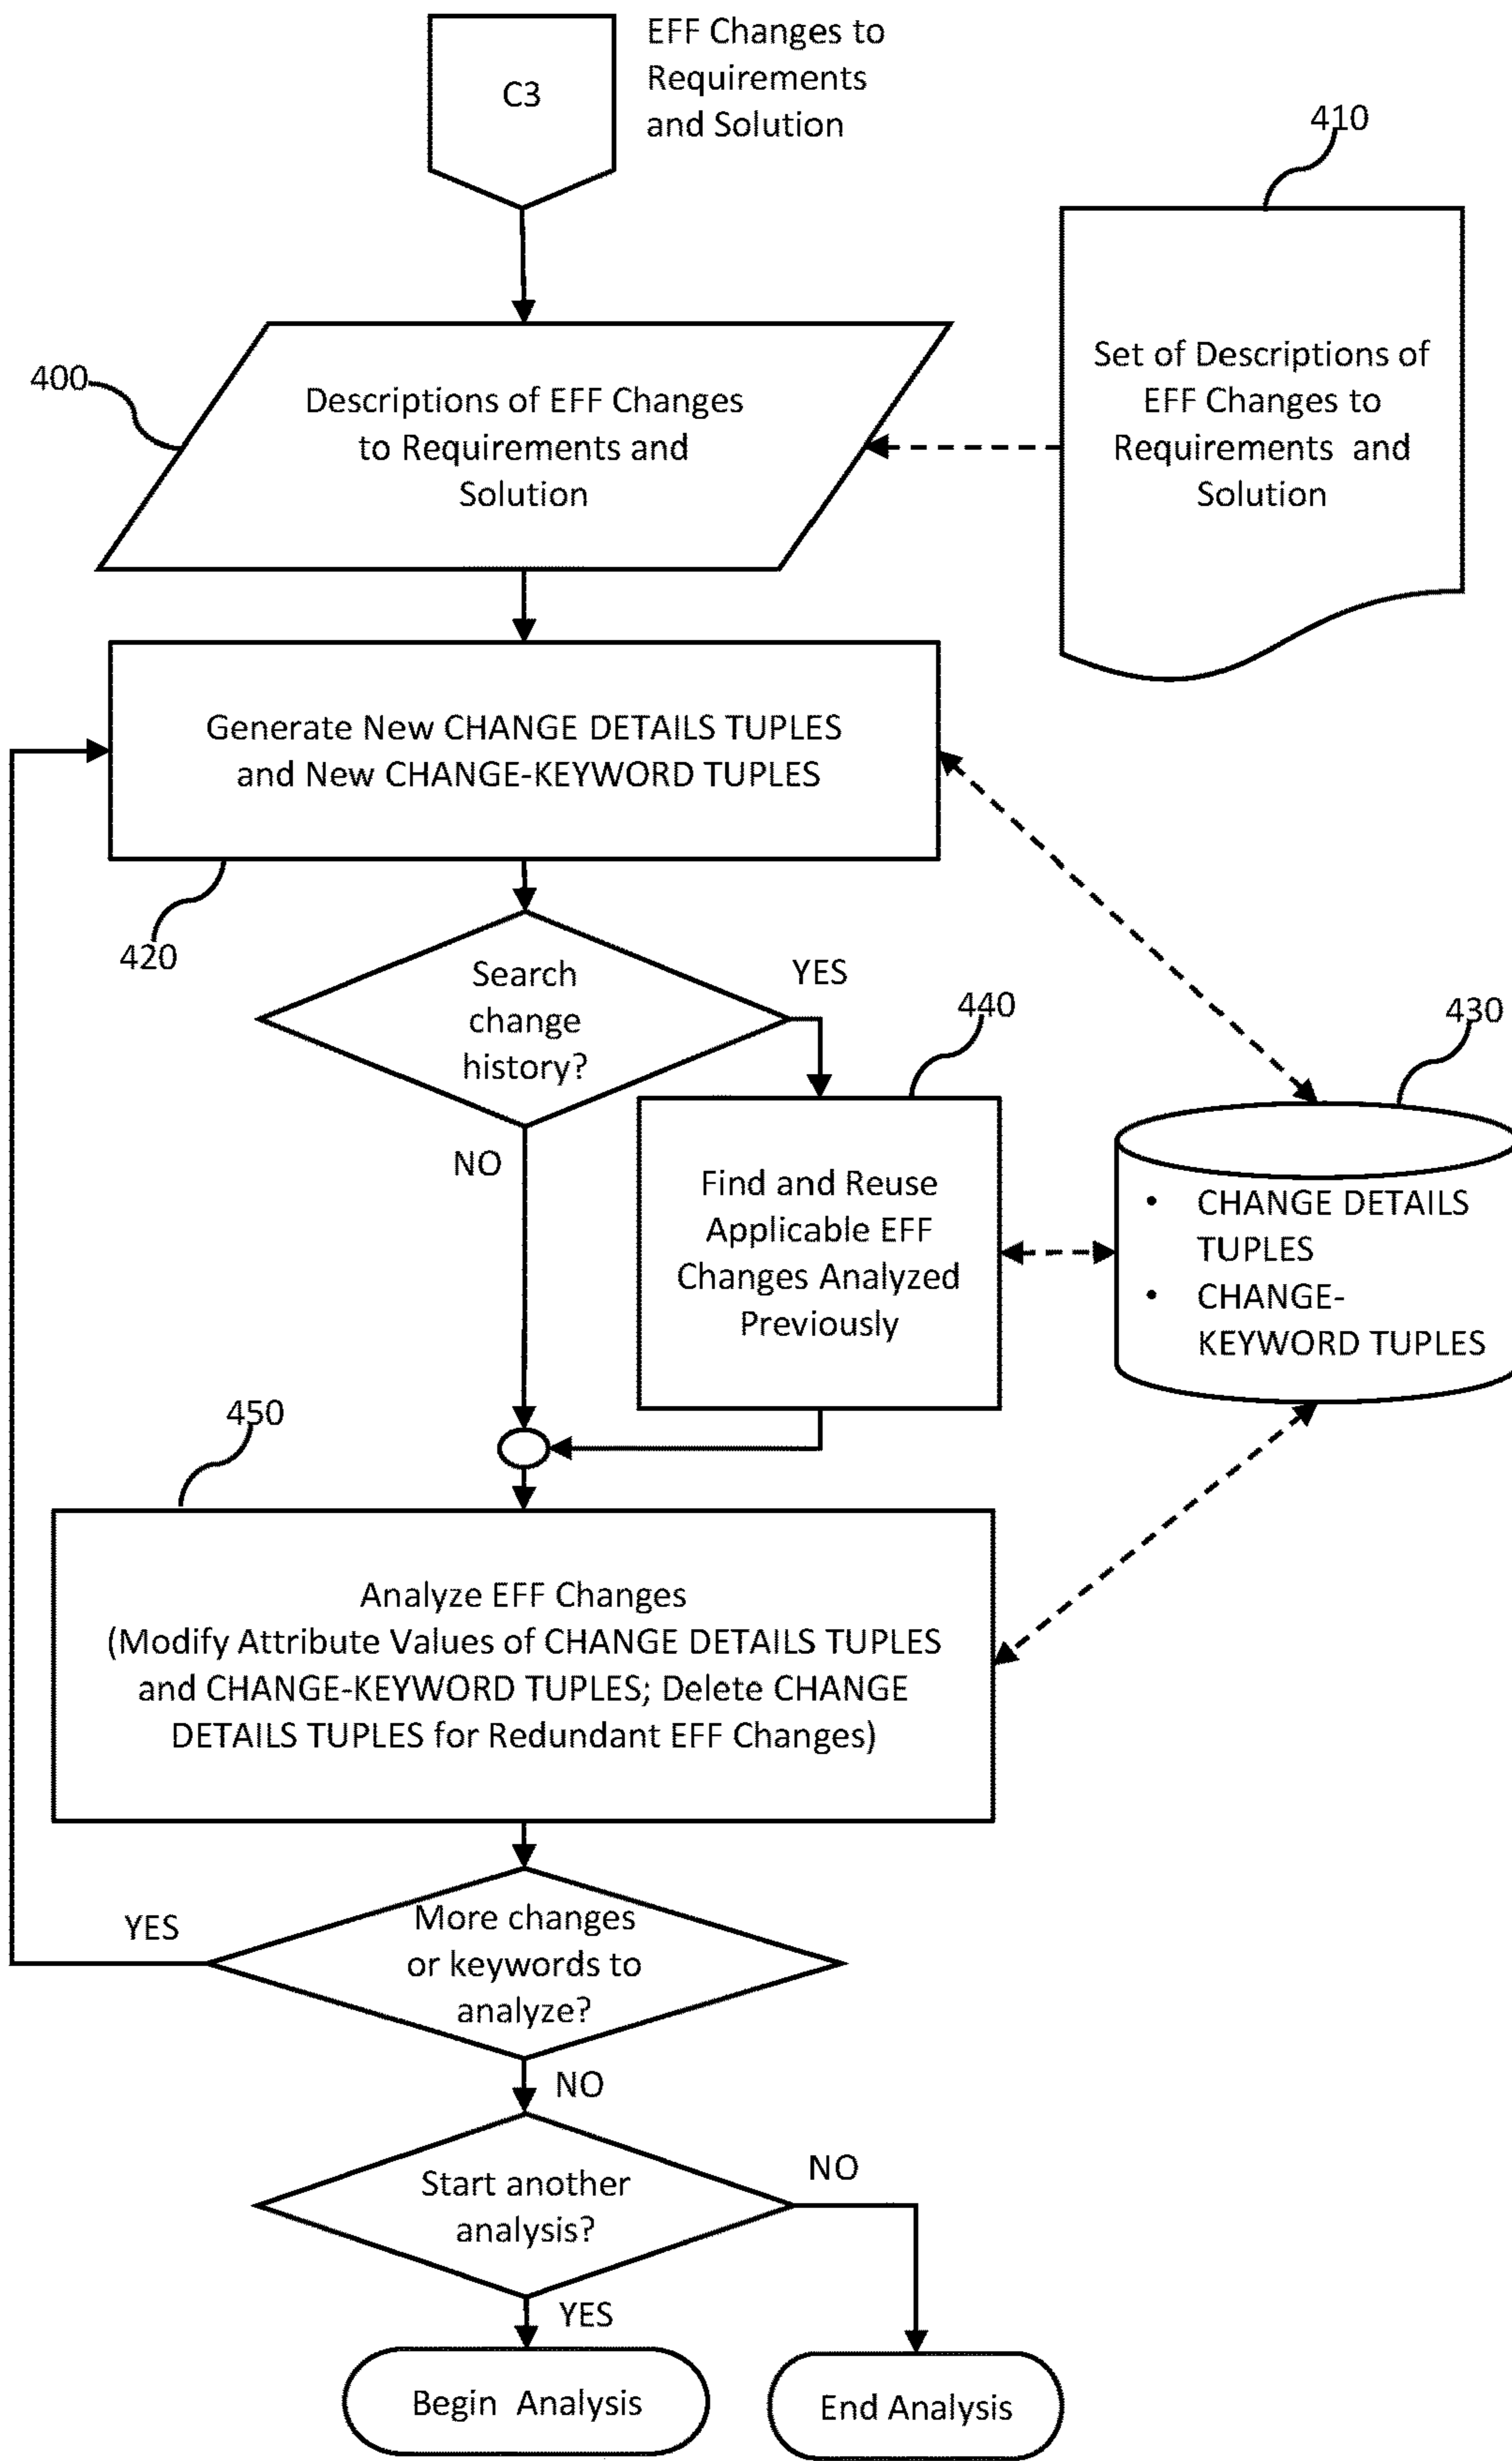 C3
EFF Changes to
Requirements
and Solution
410
400
Descriptions of EFF Changes
to Requirements and
Solution
Set of Descriptions of
EFF Changes to
Requirements and
Solution
Generate New CHANGE DETAILS TUPLES
and New CHANGE-KEYWORD TUPLES
420
Search
change
history?
YES
NO
440
430
Find and Reuse
Applicable EFF
Changes Analyzed
Previously
• CHANGE DETAILS
TUPLES
• CHANGE-
KEYWORD TUPLES
450
Analyze EFF Changes
(Modify Attribute Values of CHANGE DETAILS TUPLES
and CHANGE-KEYWORD TUPLES; Delete CHANGE
DETAILS TUPLES for Redundant EFF Changes)
YES
More changes
or keywords to
analyze?
NO
Start another
analysis?
NO
YES
Begin Analysis
End Analysis